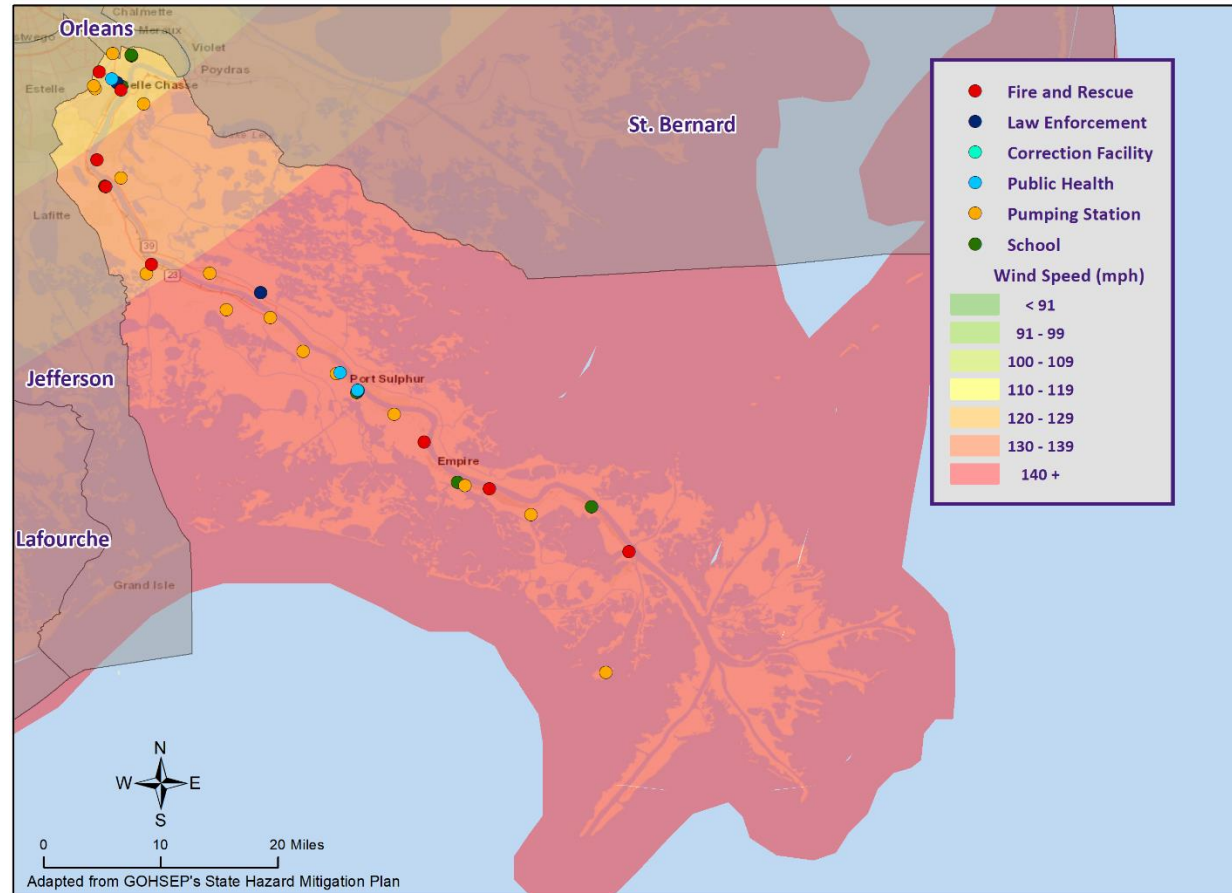 Orleans
Chalmette
Meraux
Violet
Poydras
Estelle
Belle Chasse
St. Bernard
Lafitte
39
23
Jefferson
Port Sulphur
Empire
Lafourche
Grand Isle
Fire and Rescue
Law Enforcement
Correction Facility
Public Health
Pumping Station
School
Wind Speed (mph)
< 91
91 - 99
100 - 109
110 - 119
120 - 129
130 - 139
140 +
N
W E
S
0 10 20 Miles
Adapted from GOHSEP's State Hazard Mitigation Plan